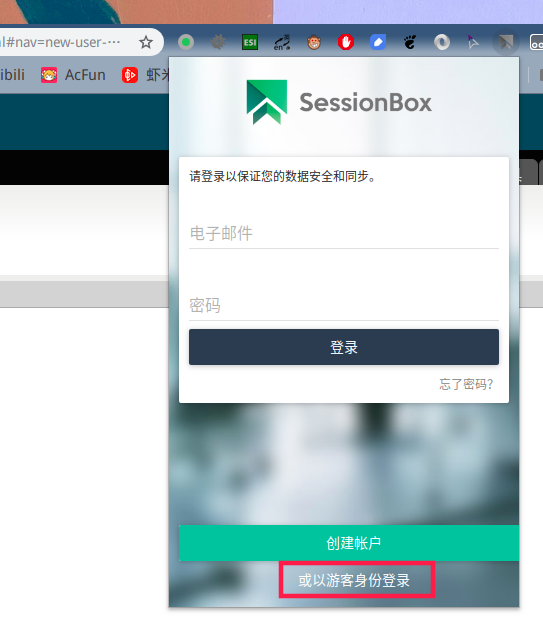 l#nav=new-user-…
ESI
en
ibili AcFun 虾米
SessionBox
请登录以保证您的数据安全和同步。
电子邮件
密码
登录
忘了密码？
创建帐户
或以游客身份登录